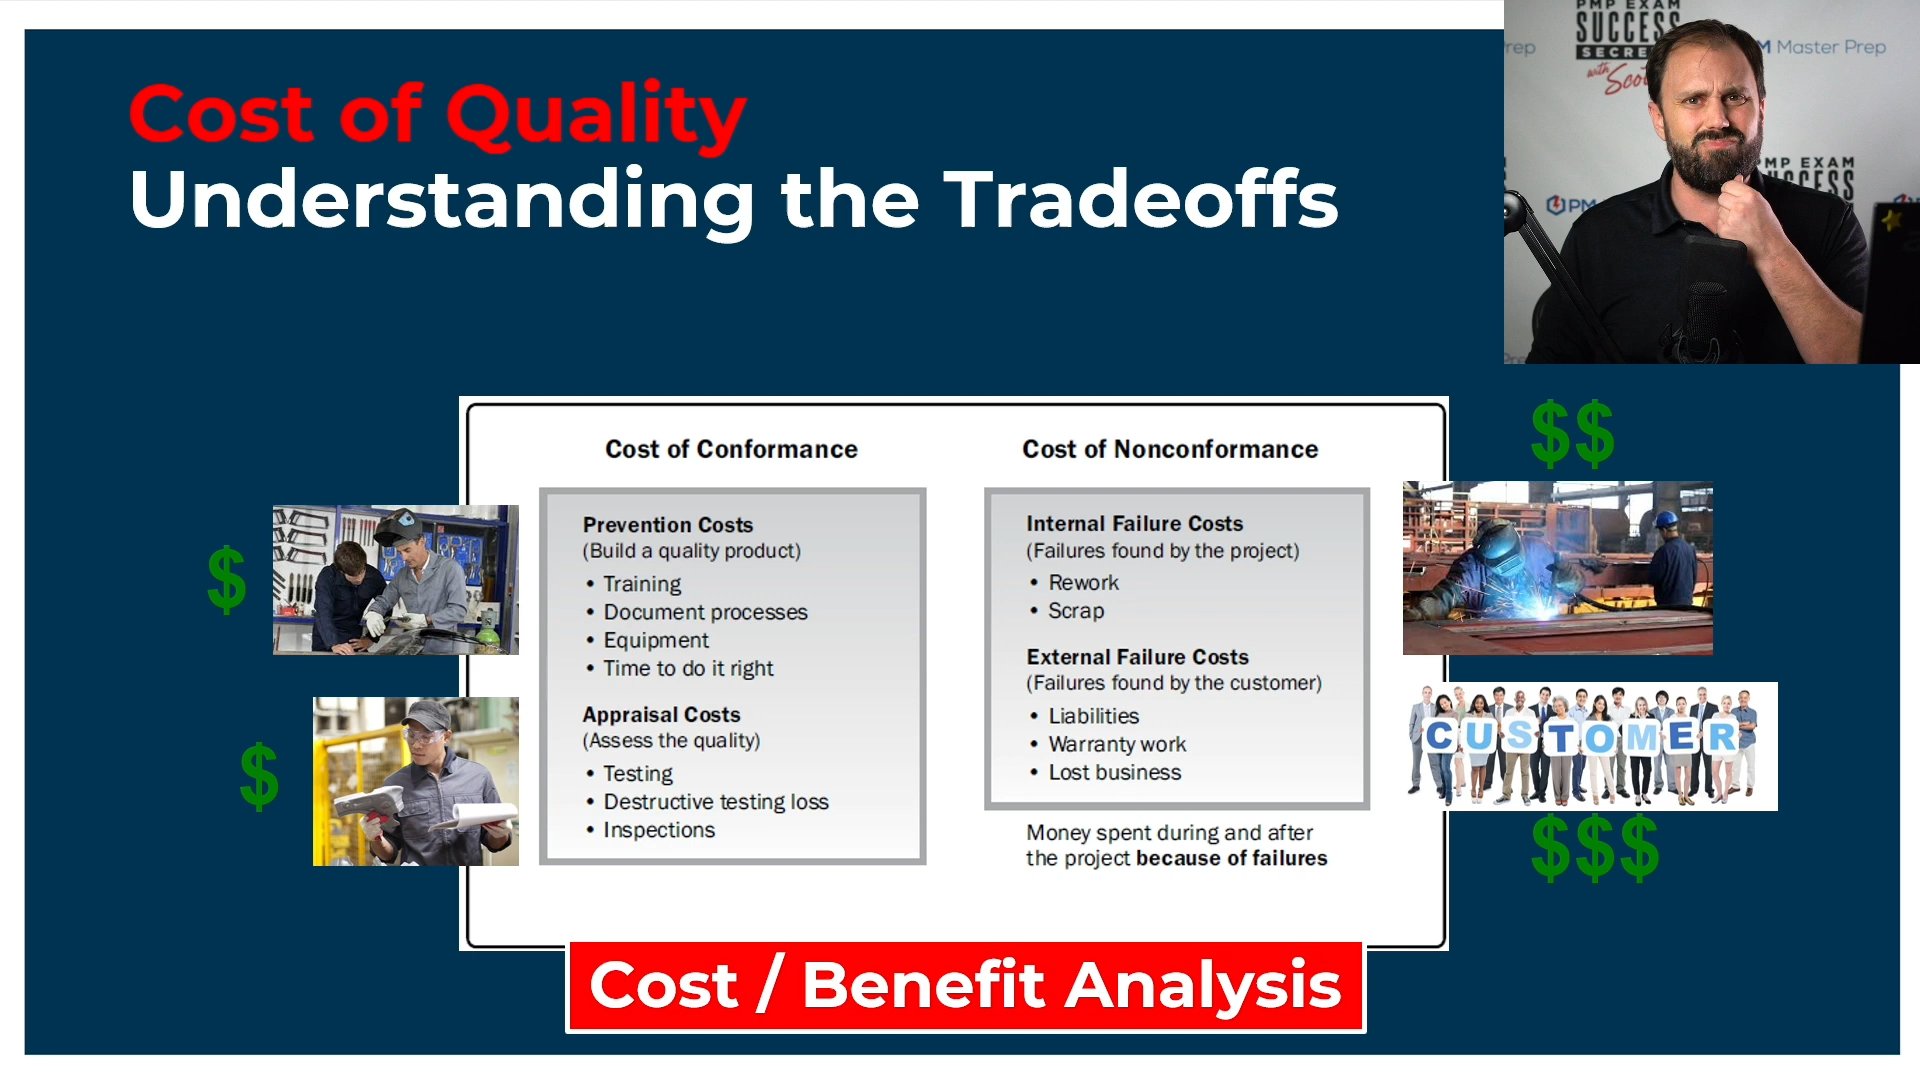 Cost of Quality
Understanding the Tradeoffs
PMP EXAM
SUCCESS
with
Master Prep
PMP EXAM
PM
$
$
$$
$$$
Cost of Conformance
Prevention Costs
(Build a quality product)
• Training
• Document processes
• Equipment
• Time to do it right
Appraisal Costs
(Assess the quality)
• Testing
• Destructive testing loss
• Inspections
Cost of Nonconformance
Internal Failure Costs
(Failures found by the project)
• Rework
• Scrap
External Failure Costs
(Failures found by the customer)
• Liabilities
• Warranty work
• Lost business
Money spent during and after
the project because of failures
CUSTOMER
Cost / Benefit Analysis